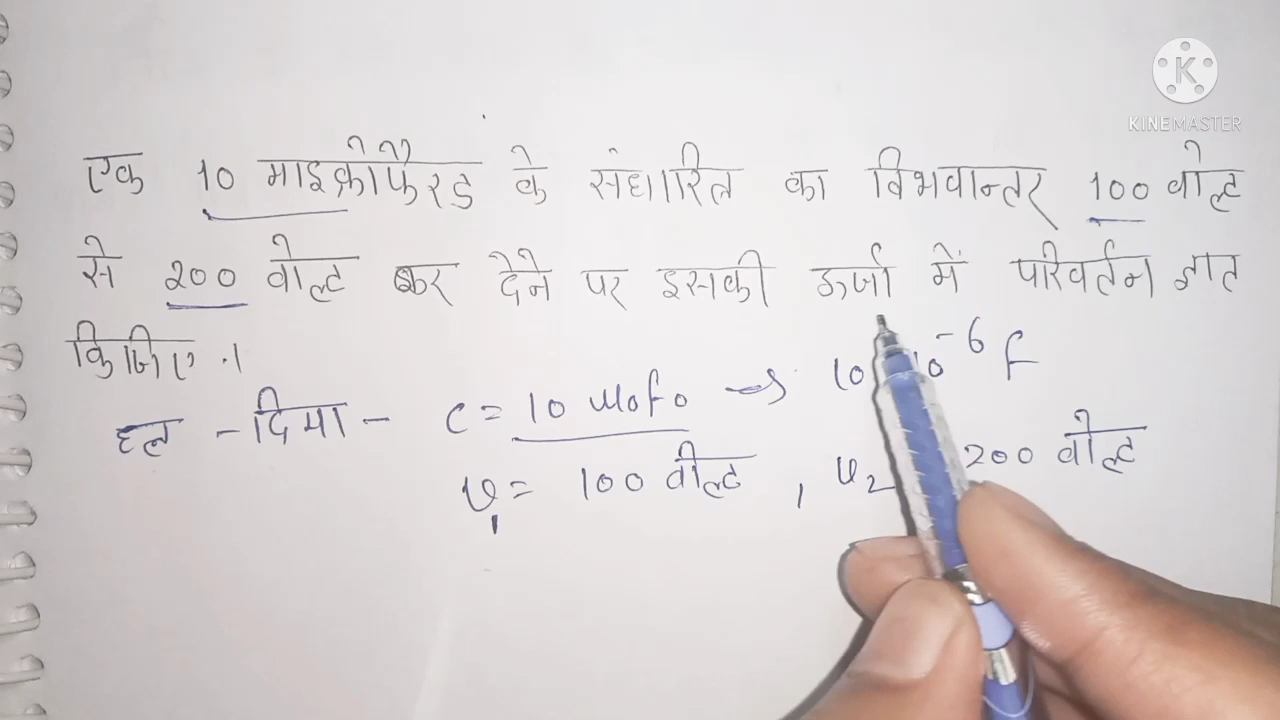 KINEMASTER
एक 10 माइक्रोफैरड के संधारित्र का विभवान्तर 100 वोल्ट
से 200 वोल्ट कर देने पर इसकी ऊर्जा में परिवर्तन ज्ञात
किजिए ।
हल - दिया - C = 10 μ.f. → 10 10⁻⁶ F
V₁ = 100 वोल्ट , V₂ 200 वोल्ट